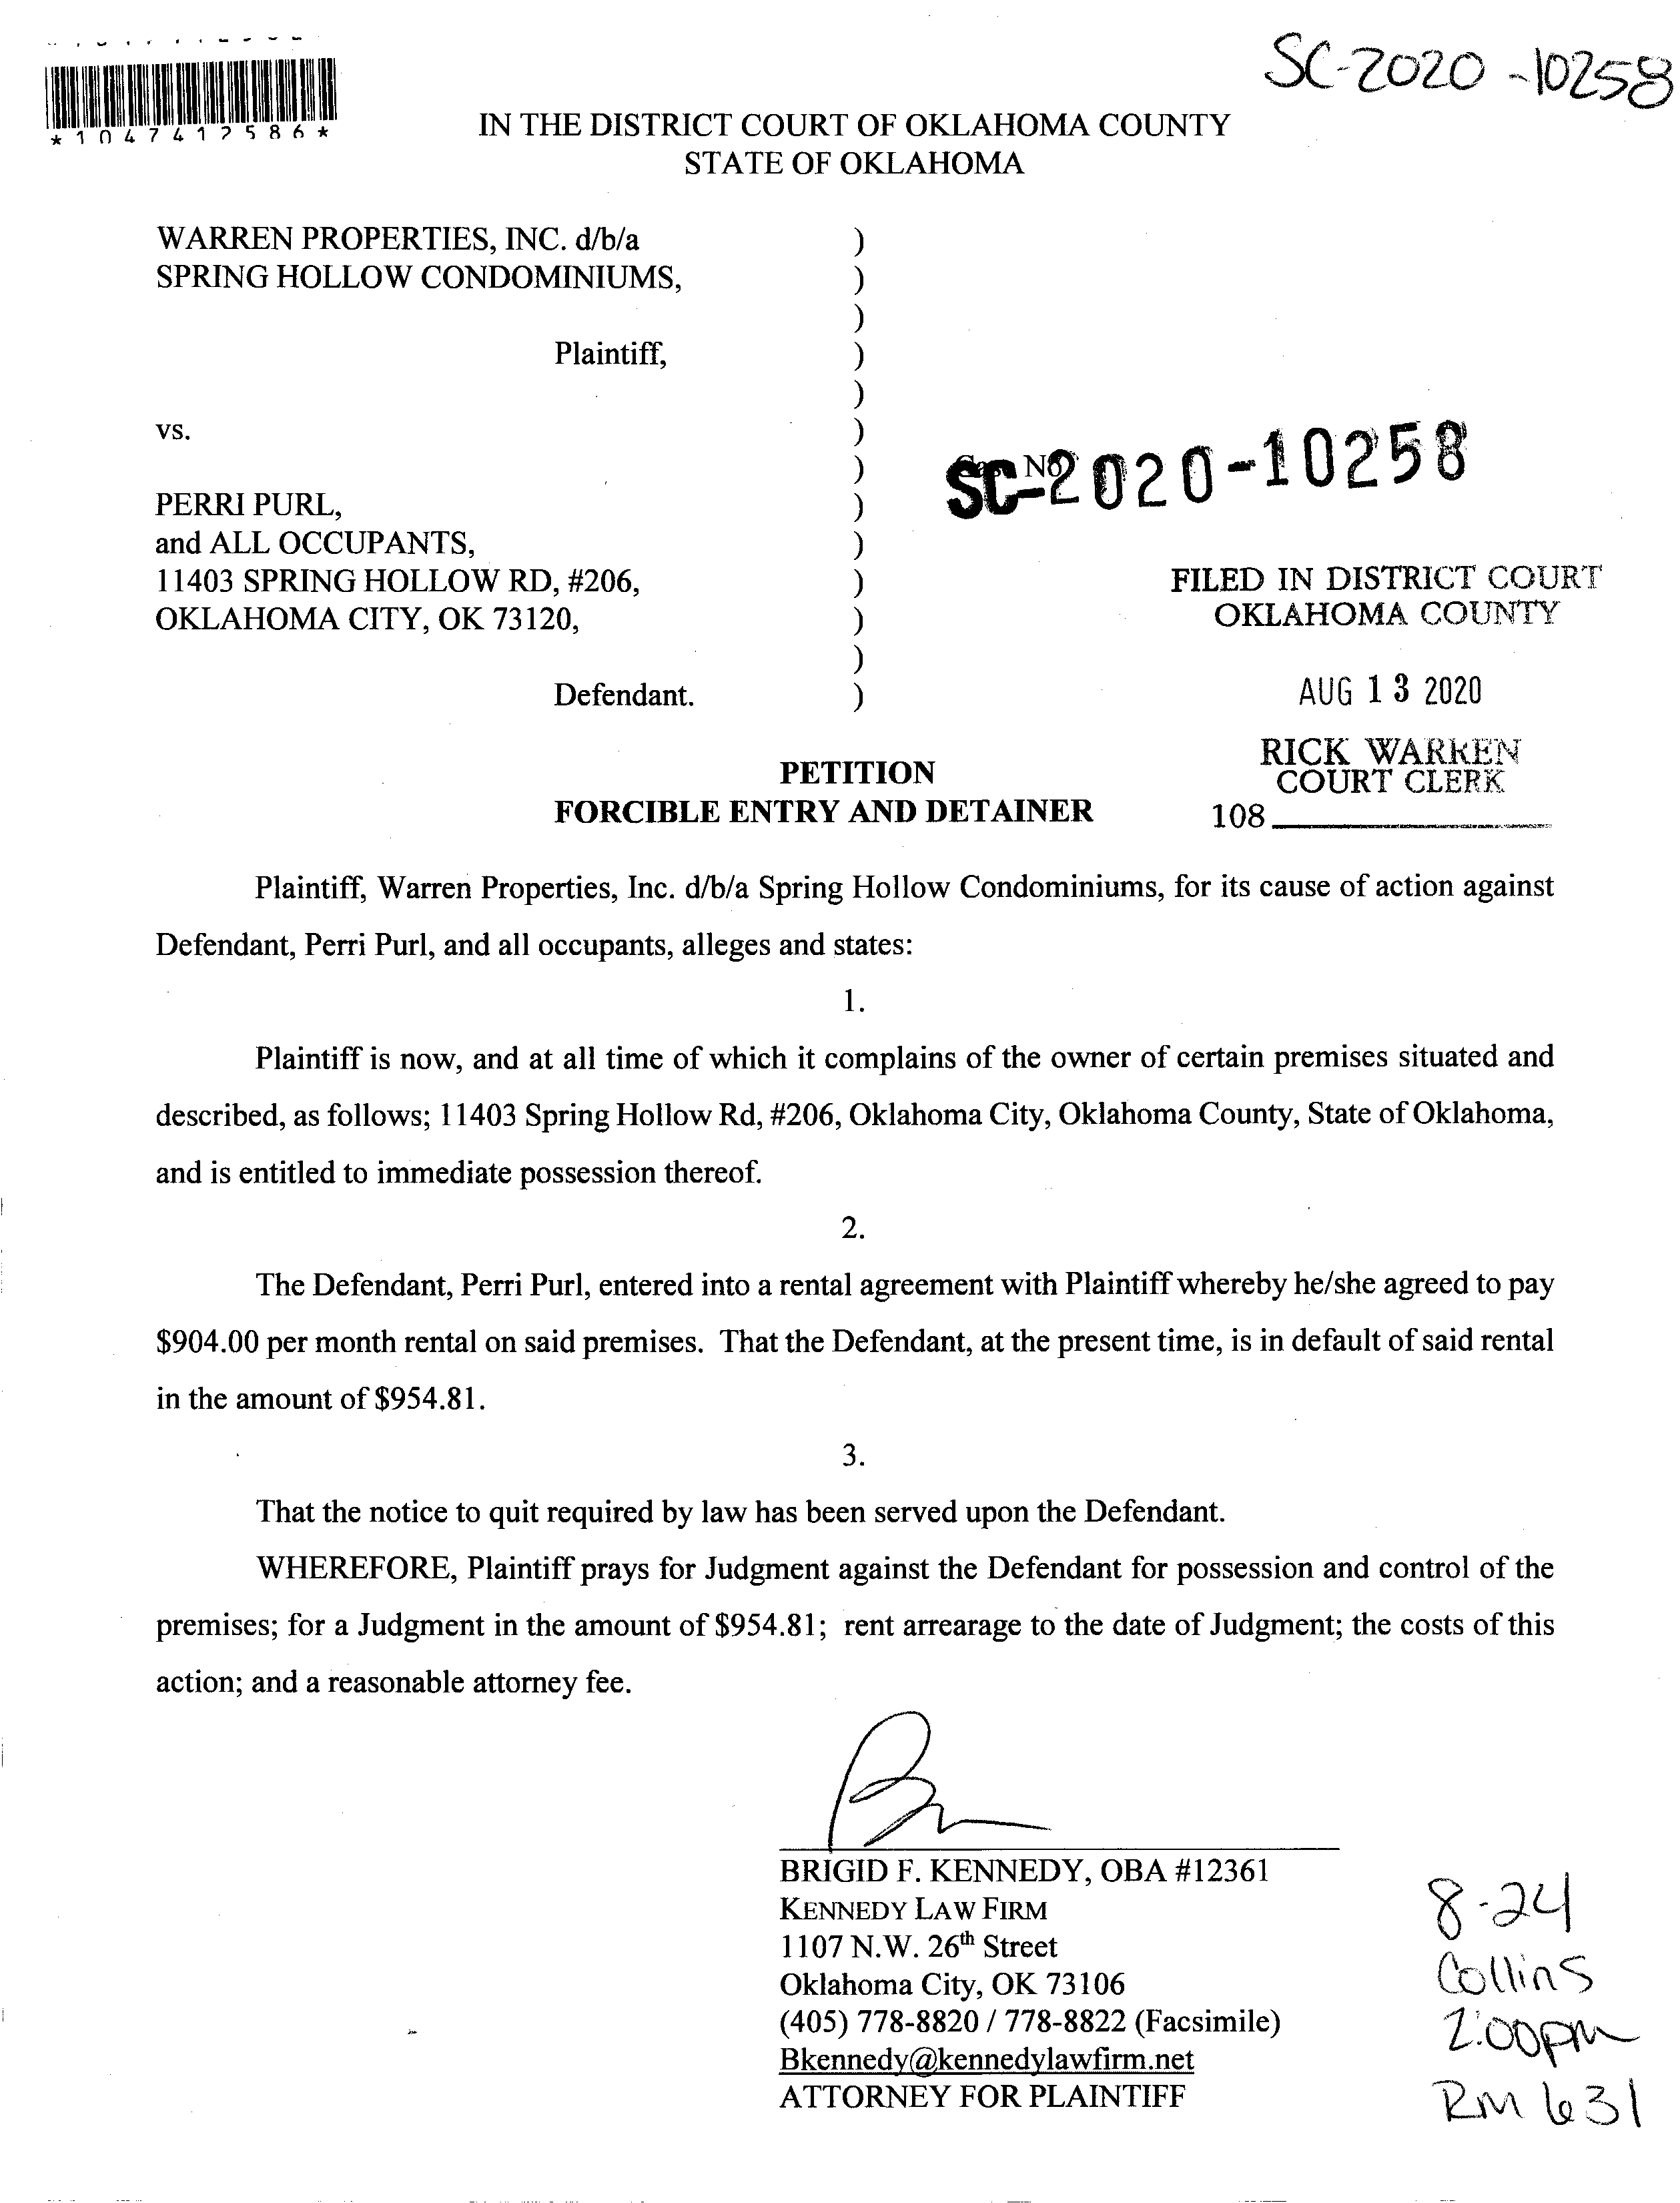 SC-2020-10258
*1047412586*
IN THE DISTRICT COURT OF OKLAHOMA COUNTY
STATE OF OKLAHOMA
WARREN PROPERTIES, INC. d/b/a )
SPRING HOLLOW CONDOMINIUMS, )
)
Plaintiff, )
)
vs. )
)
PERRI PURL, )
and ALL OCCUPANTS, )
11403 SPRING HOLLOW RD, #206, )
OKLAHOMA CITY, OK 73120, )
)
Defendant. )
SC-2020-10258
FILED IN DISTRICT COURT
OKLAHOMA COUNTY
AUG 13 2020
RICK WARREN
COURT CLERK
108
PETITION
FORCIBLE ENTRY AND DETAINER
Plaintiff, Warren Properties, Inc. d/b/a Spring Hollow Condominiums, for its cause of action against
Defendant, Perri Purl, and all occupants, alleges and states:
1.
Plaintiff is now, and at all time of which it complains of the owner of certain premises situated and
described, as follows; 11403 Spring Hollow Rd, #206, Oklahoma City, Oklahoma County, State of Oklahoma,
and is entitled to immediate possession thereof.
2.
The Defendant, Perri Purl, entered into a rental agreement with Plaintiff whereby he/she agreed to pay
$904.00 per month rental on said premises. That the Defendant, at the present time, is in default of said rental
in the amount of $954.81.
3.
That the notice to quit required by law has been served upon the Defendant.
WHEREFORE, Plaintiff prays for Judgment against the Defendant for possession and control of the
premises; for a Judgment in the amount of $954.81; rent arrearage to the date of Judgment; the costs of this
action; and a reasonable attorney fee.
BRIGID F. KENNEDY, OBA #12361
KENNEDY LAW FIRM
1107 N.W. 26th Street
Oklahoma City, OK 73106
(405) 778-8820 / 778-8822 (Facsimile)
Bkennedy@kennedylawfirm.net
ATTORNEY FOR PLAINTIFF
8-24
Collins
2:00pm
RM 631